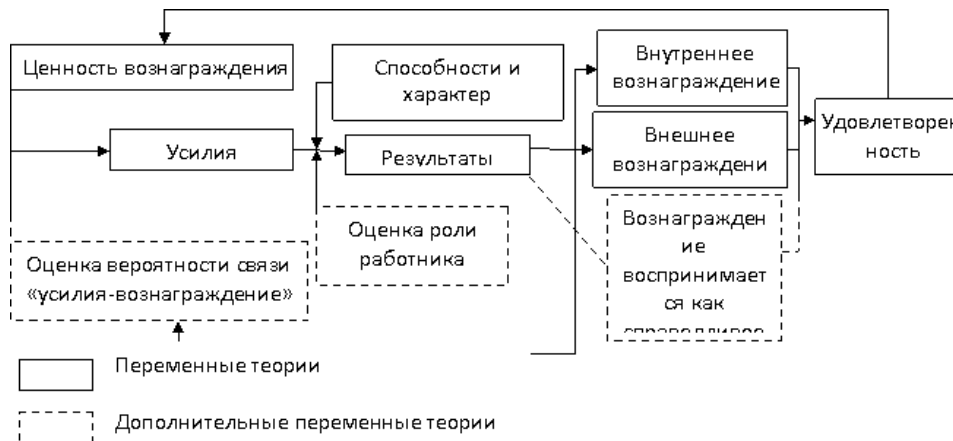 Ценность вознаграждения
Способности и
характер
Внутреннее
вознаграждение
Усилия
Результаты
Внешнее
вознаграждени
Удовлетворен
ность
Оценка вероятности связи
«усилия-вознаграждение»
Оценка роли
работника
Вознагражден
ие
воспринимает
ся как
справедливое
Переменные теории
Дополнительные переменные теории